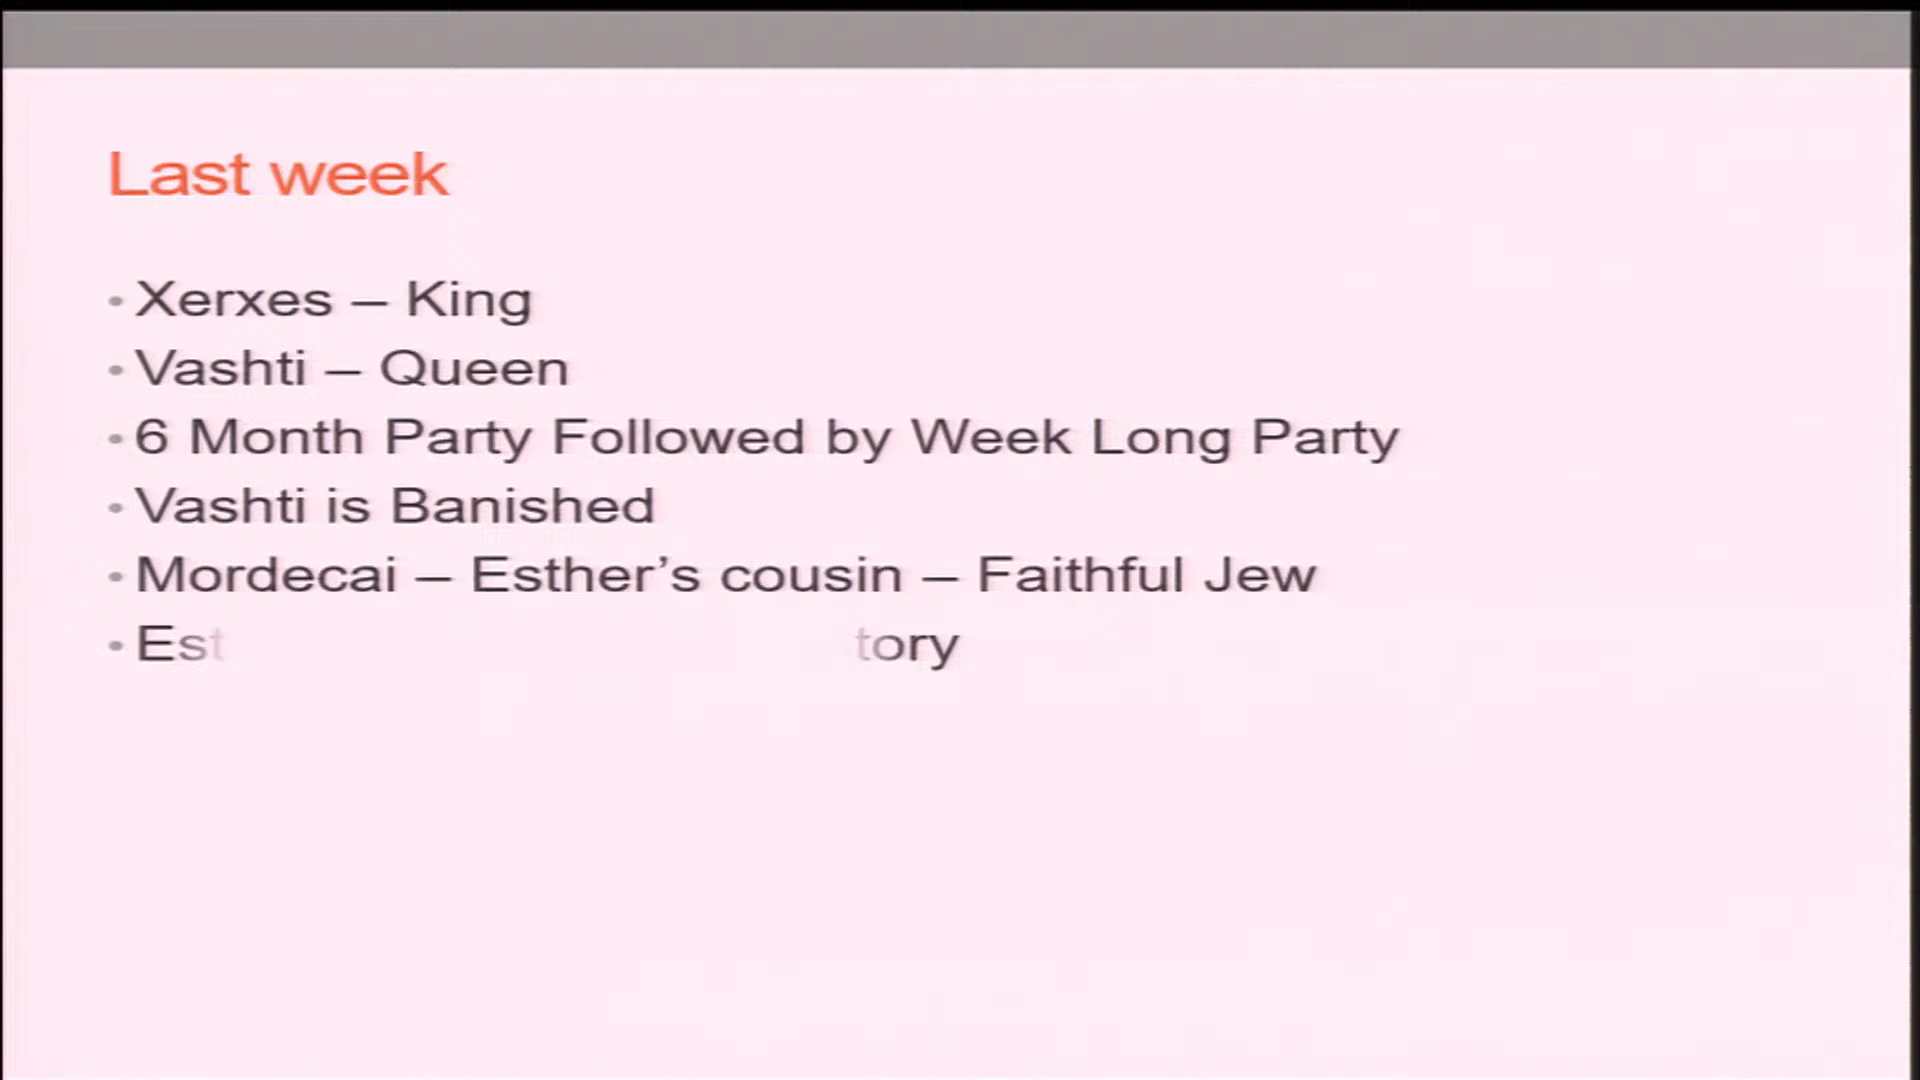 Last week
• Xerxes – King
• Vashti – Queen
• 6 Month Party Followed by Week Long Party
• Vashti is Banished
• Mordecai – Esther’s cousin – Faithful Jew
• Est tory